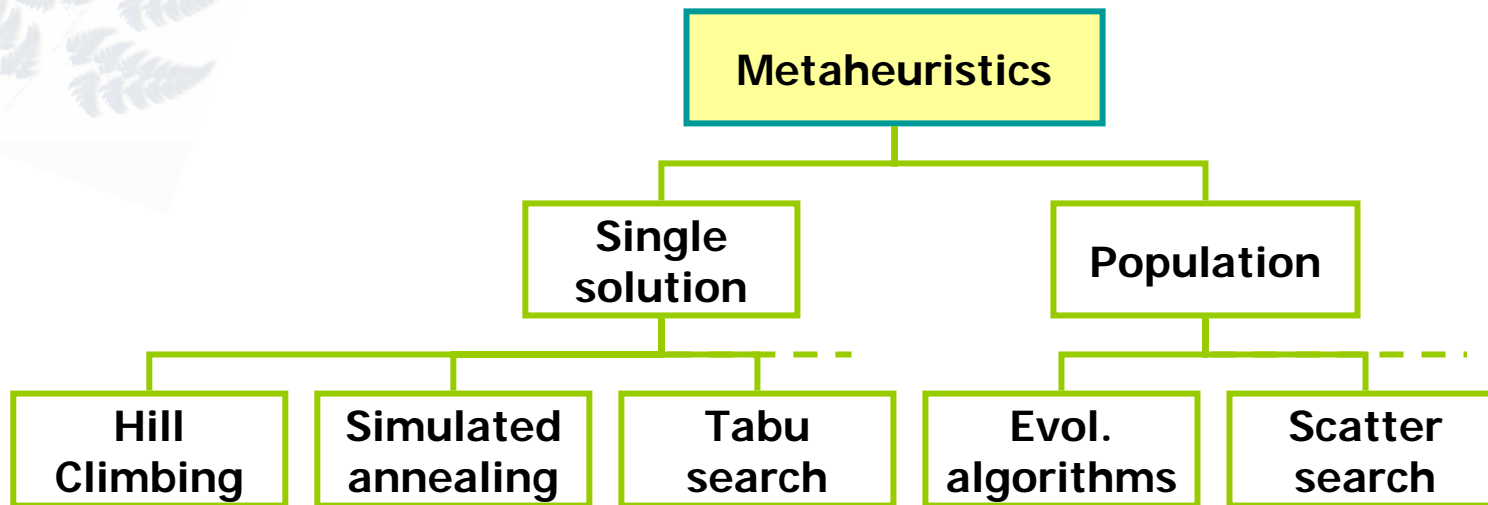 Metaheuristics
Single
solution
Population
Hill
Climbing
Simulated
annealing
Tabu
search
Evol.
algorithms
Scatter
search